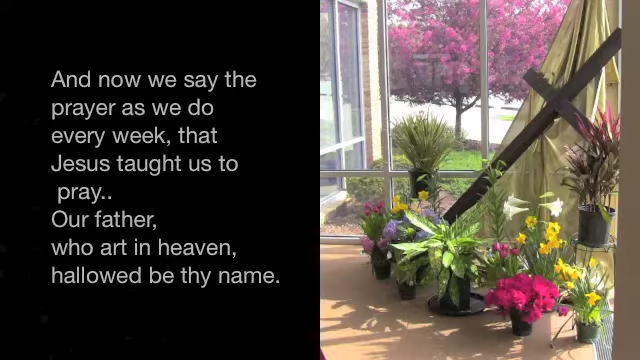 And now we say the
prayer as we do
every week, that
Jesus taught us to
pray..
Our father,
who art in heaven,
hallowed be thy name.